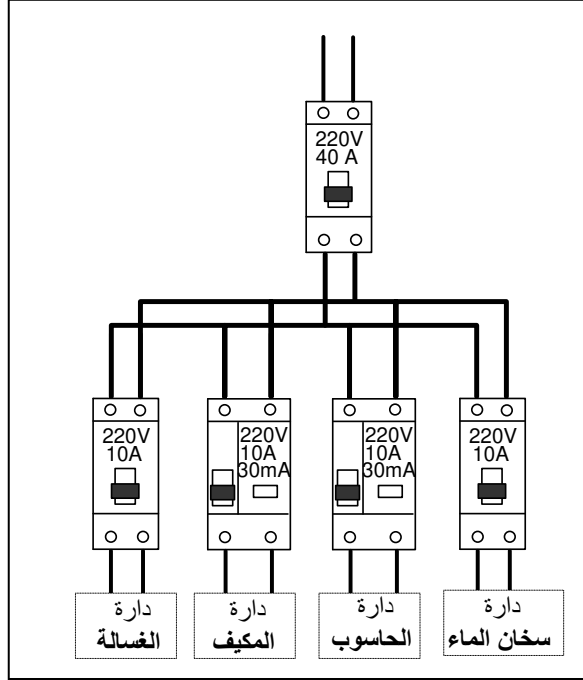 220V
40 A
220V
10A
220V
10A
30mA
220V
10A
30mA
220V
10A
دارة
الغسالة
دارة
المكيف
دارة
الحاسوب
دارة
سخان الماء